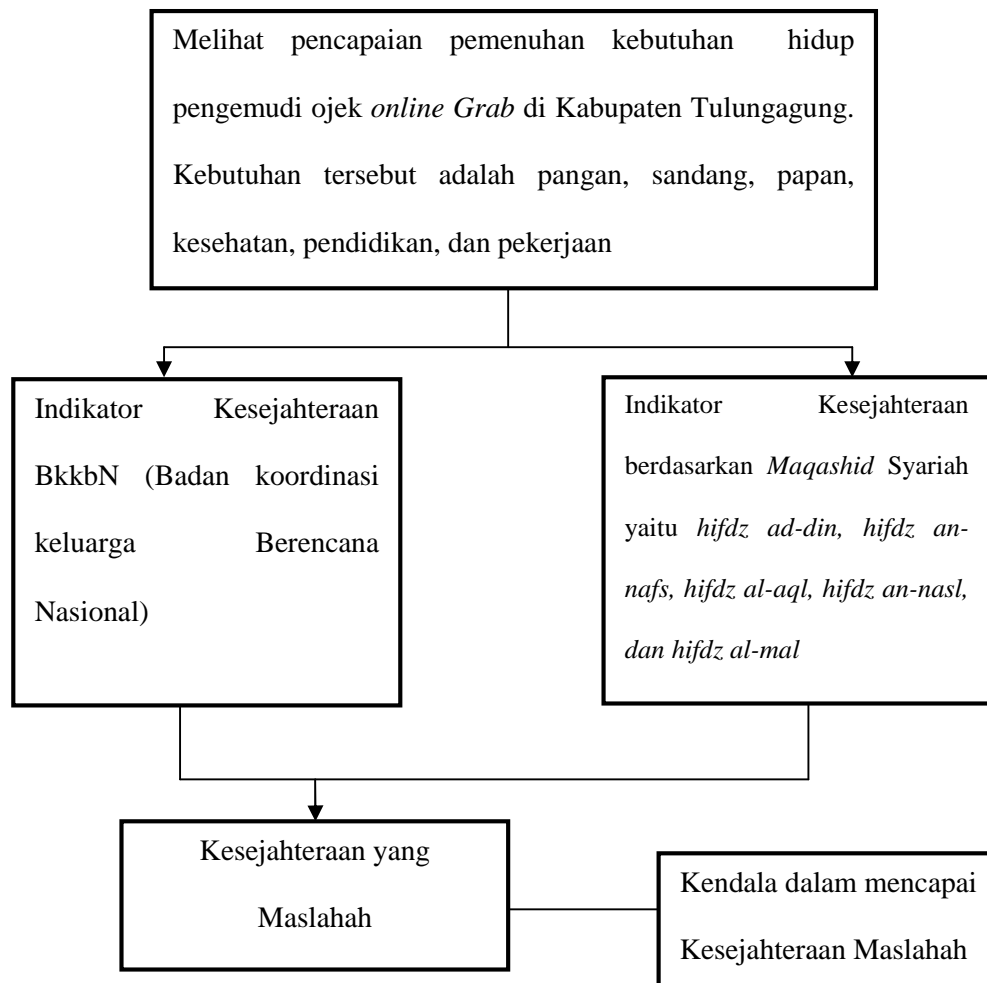 Melihat pencapaian pemenuhan kebutuhan hidup
pengemudi ojek online Grab di Kabupaten Tulungagung.
Kebutuhan tersebut adalah pangan, sandang, papan,
kesehatan, pendidikan, dan pekerjaan
Indikator Kesejahteraan
BkkbN (Badan koordinasi
keluarga Berencana
Nasional)
Indikator Kesejahteraan
berdasarkan Maqashid Syariah
yaitu hifdz ad-din, hifdz an-
nafs, hifdz al-aql, hifdz an-nasl,
dan hifdz al-mal
Kesejahteraan yang
Maslahah
Kendala dalam mencapai
Kesejahteraan Maslahah